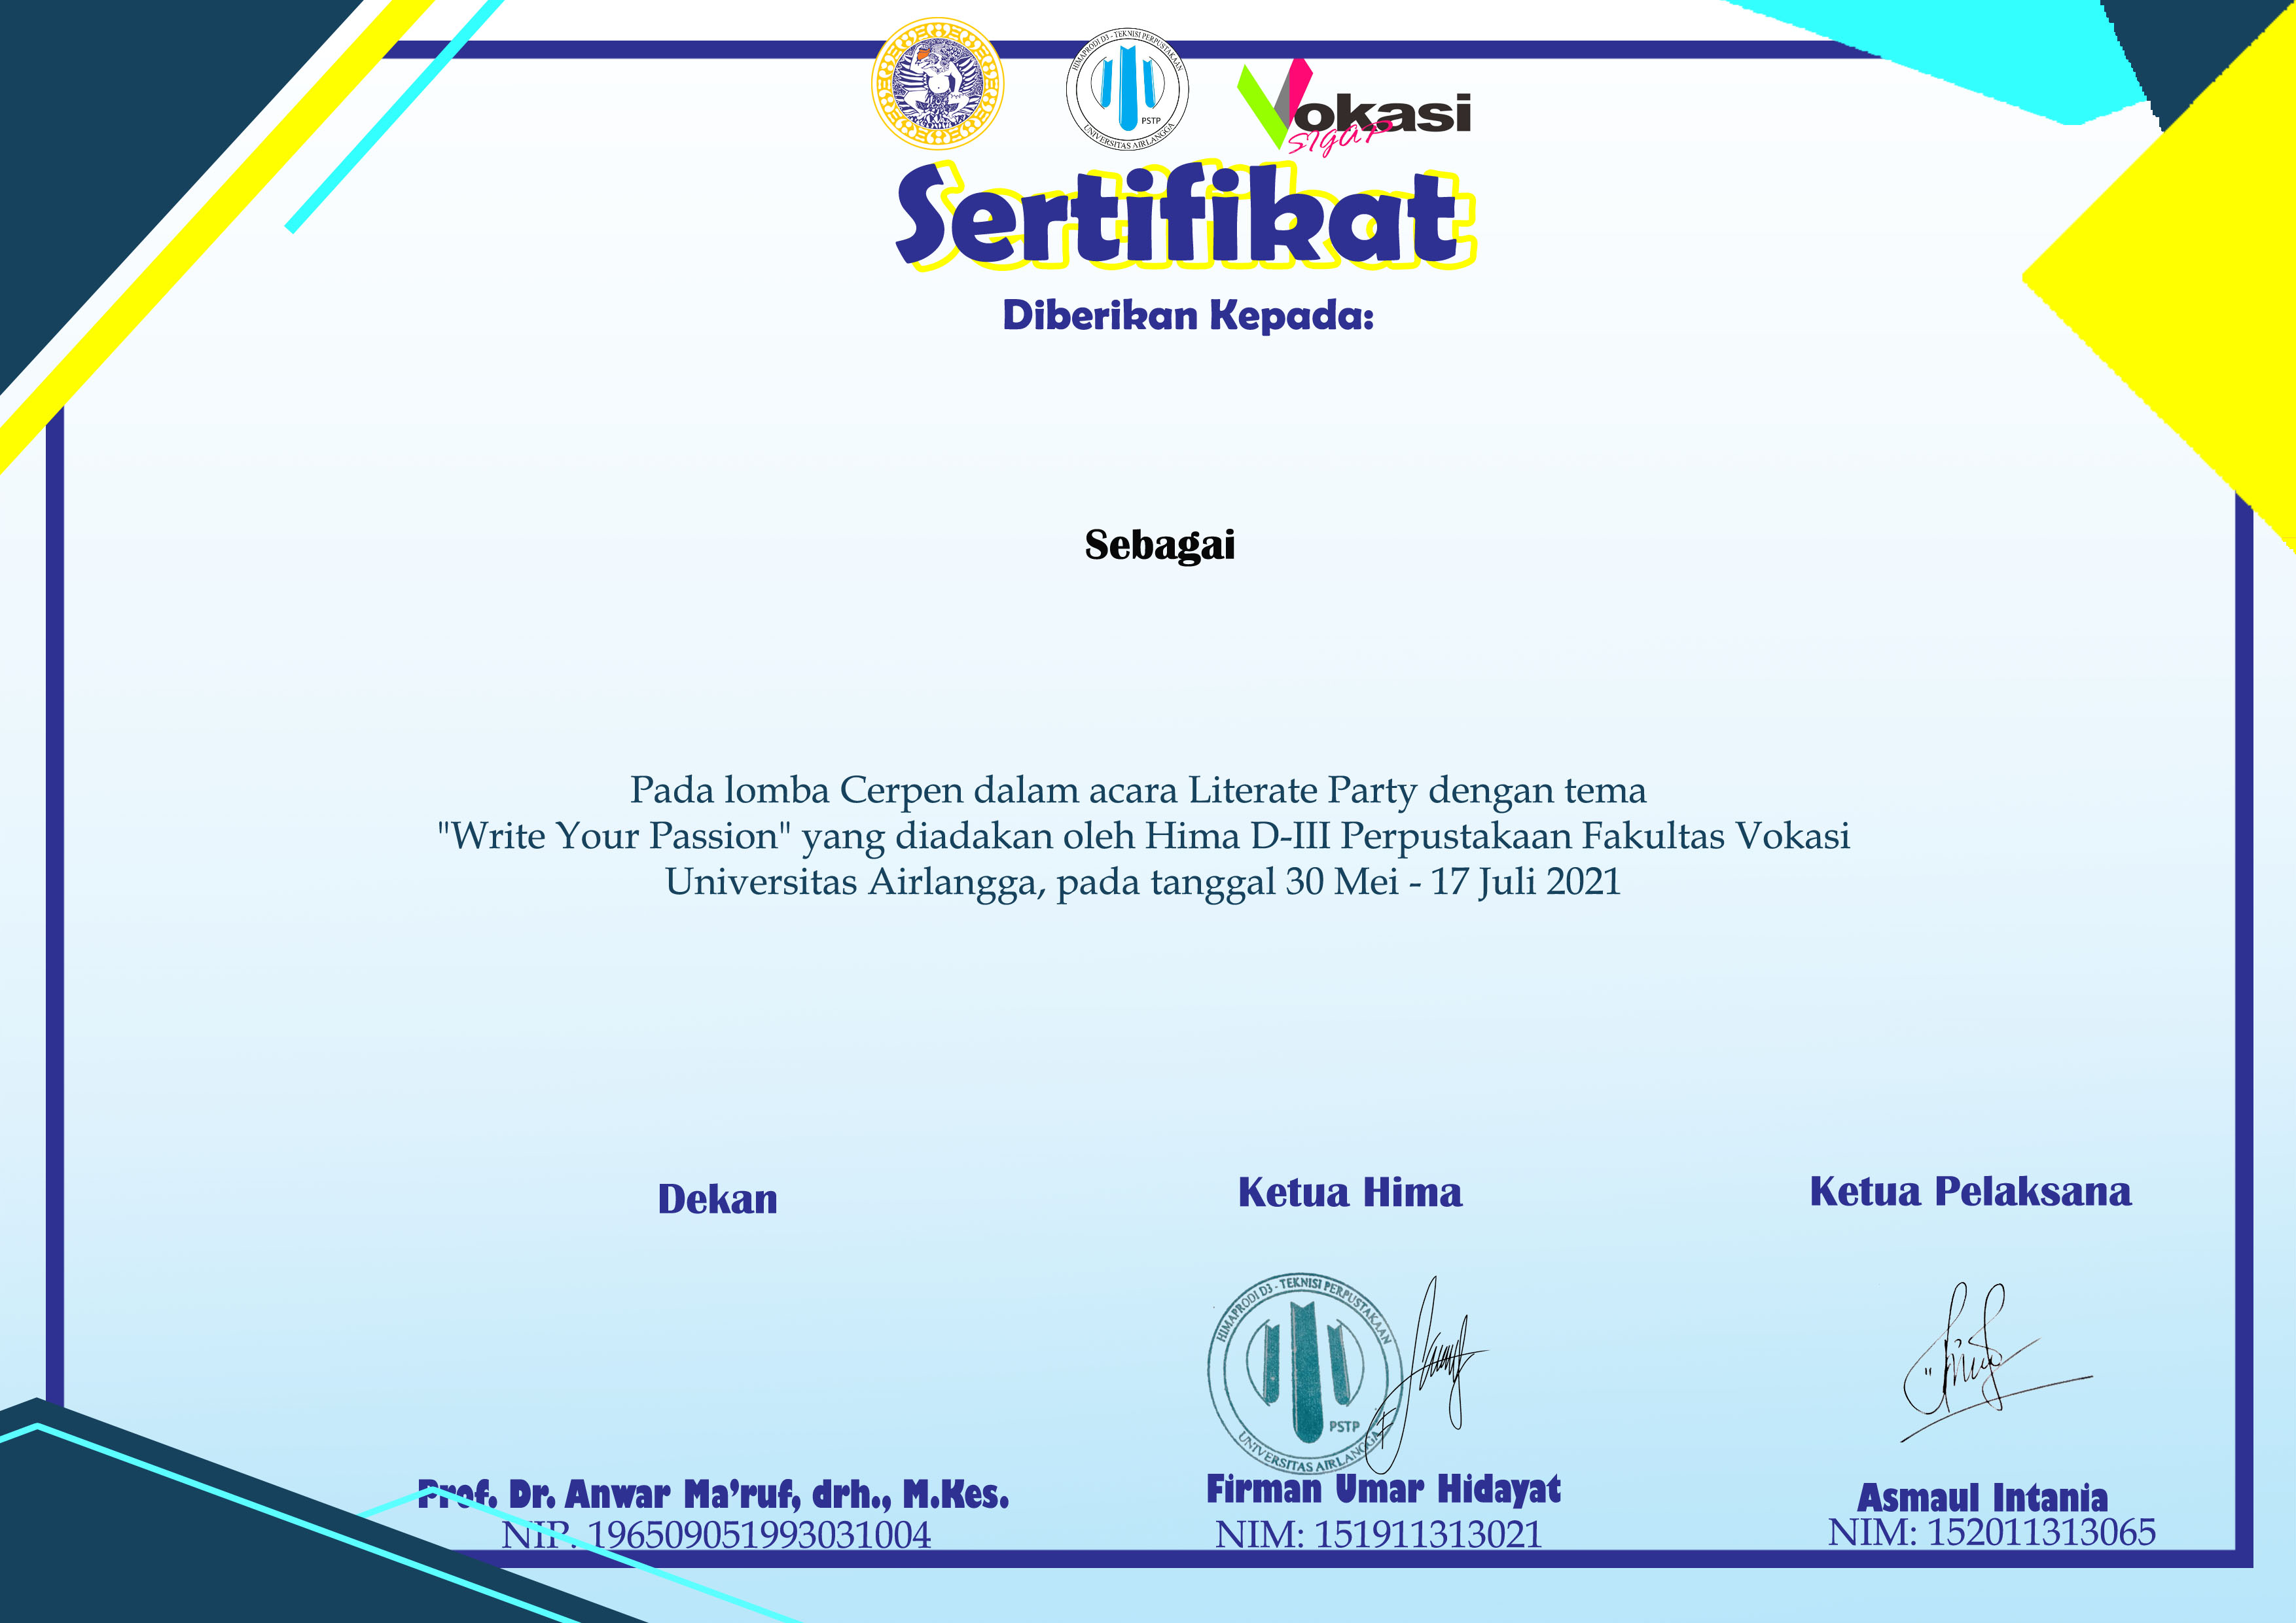 HIMAPRODI D3 - TEKNISI PERPUSTAKAAN
PSTP
UNIVERSITAS AIRLANGGA
Vokasi
SIGAP
Sertifikat
Diberikan Kepada:
Sebagai
Pada lomba Cerpen dalam acara Literate Party dengan tema
"Write Your Passion" yang diadakan oleh Hima D-III Perpustakaan Fakultas Vokasi
Universitas Airlangga, pada tanggal 30 Mei - 17 Juli 2021
Dekan
Ketua Hima
Ketua Pelaksana
HIMAPRODI D3 - TEKNISI PERPUSTAKAAN
PSTP
UNIVERSITAS AIRLANGGA
Prof. Dr. Anwar Ma'ruf, drh., M.Kes.
NIP. 196509051993031004
Firman Umar Hidayat
NIM: 151911313021
Asmaul Intania
NIM: 152011313065